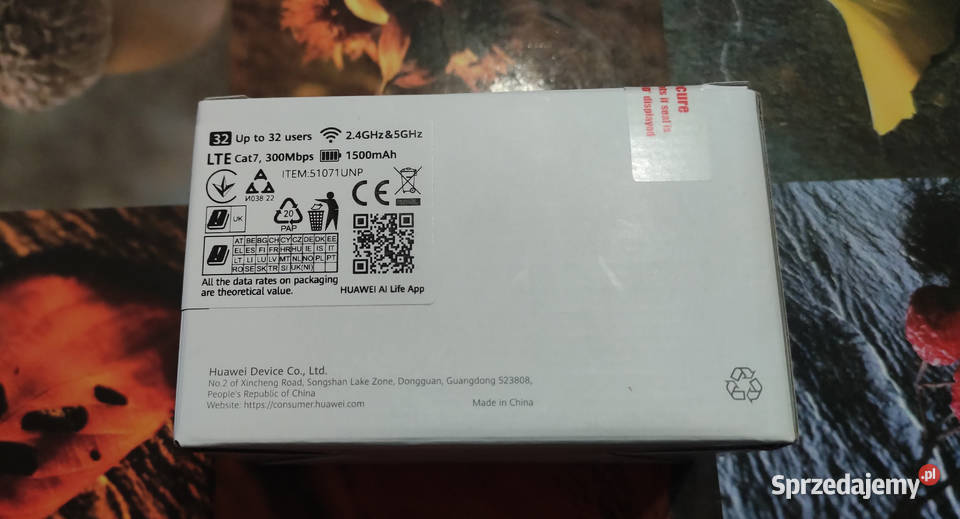 32 Up to 32 users 2.4GHz&5GHz
LTE Cat7, 300Mbps 1500mAh
ITEM:51071UNP
И038 22
CE
20
PAP
UK
AT BE BG CH CY CZ DE DK EE
EL ES FI FR HR HU IE IS IT
LT LI LU LV MT NL NO PL PT
RO SE SK TR SI UK(NI)
All the data rates on packaging
are theoretical value.
HUAWEI AI Life App
cure
if seal is
displayed
Huawei Device Co., Ltd.
No.2 of Xincheng Road, Songshan Lake Zone, Dongguan, Guangdong 523808,
People's Republic of China
Website: https://consumer.huawei.com
Made in China
Sprzedajemy.pl